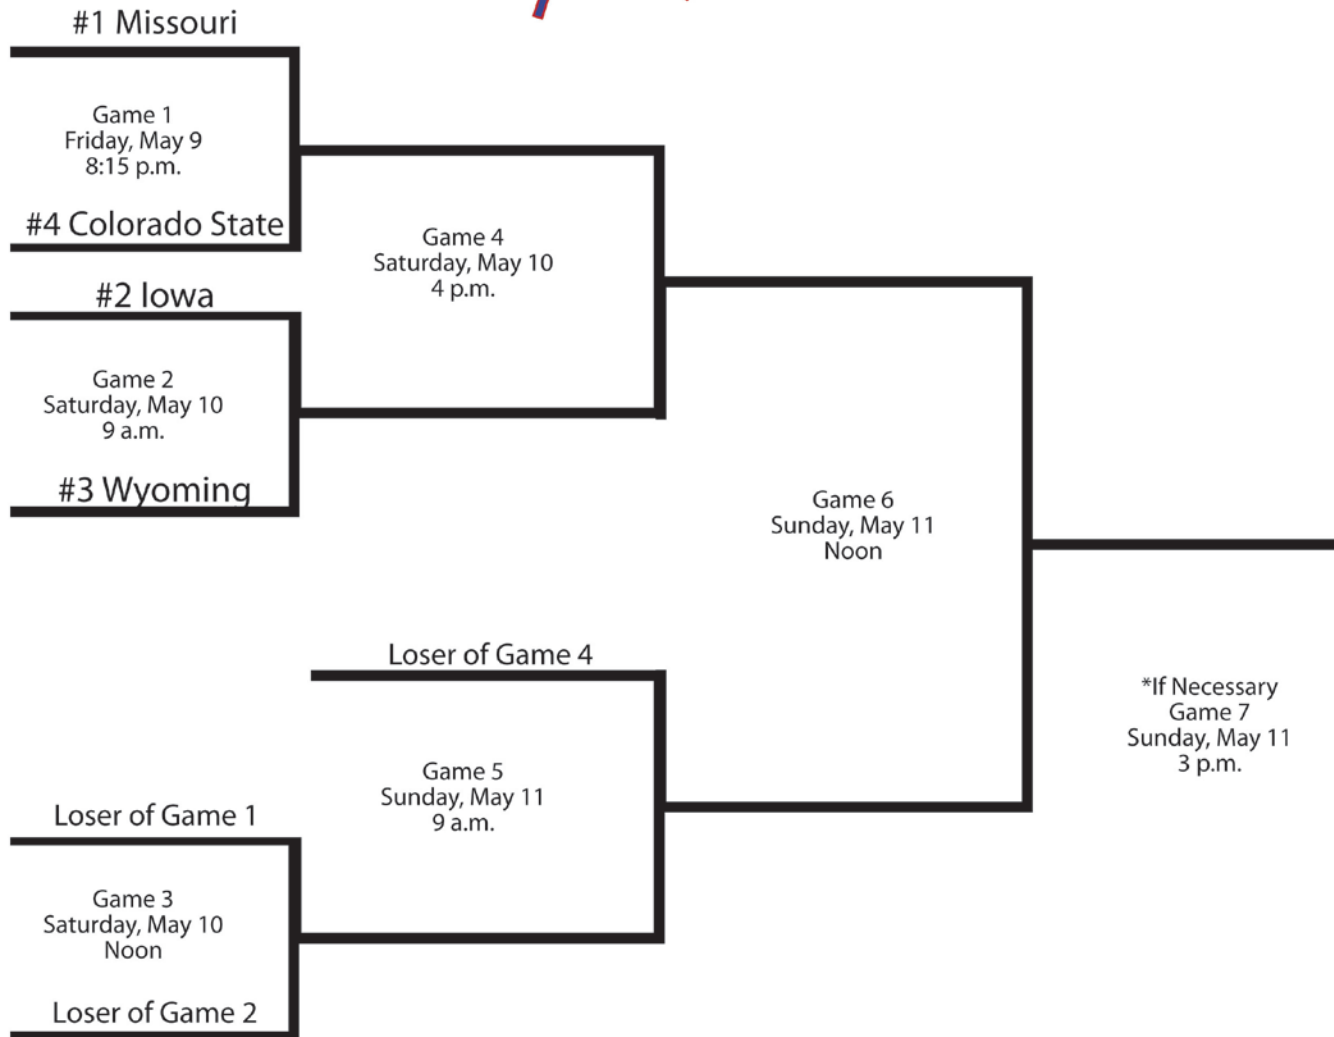 #1 Missouri
Game 1
Friday, May 9
8:15 p.m.
#4 Colorado State
#2 Iowa
Game 2
Saturday, May 10
9 a.m.
#3 Wyoming
Game 4
Saturday, May 10
4 p.m.
Game 6
Sunday, May 11
Noon
Loser of Game 4
Game 5
Sunday, May 11
9 a.m.
Loser of Game 1
Game 3
Saturday, May 10
Noon
Loser of Game 2
*If Necessary
Game 7
Sunday, May 11
3 p.m.